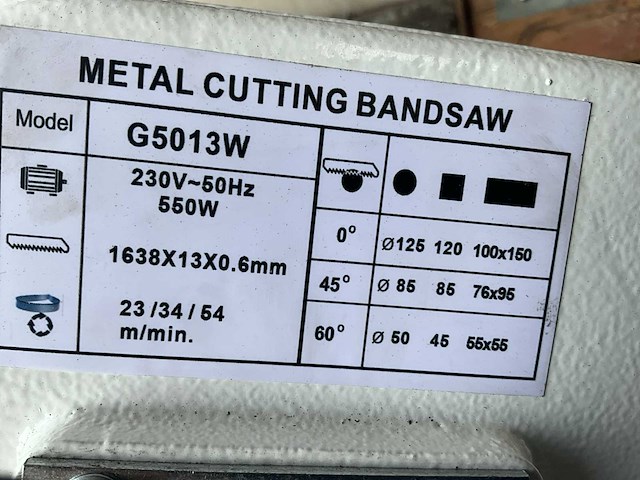 METAL CUTTING BANDSAW
Model G5013W
230V~50Hz
550W
1638X13X0.6mm
23/34/54
m/min.
0° Ø125 120 100x150
45° Ø 85 85 76x95
60° Ø 50 45 55x55